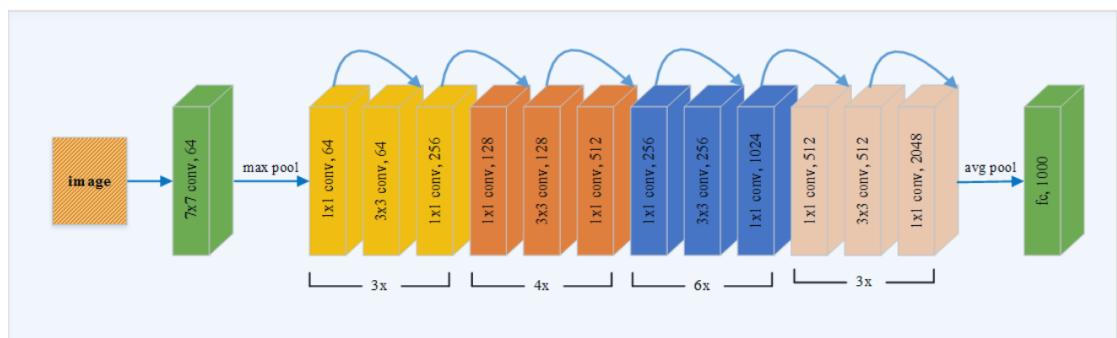 image
7x7 conv, 64
max pool
1x1 conv, 64
3x3 conv, 64
1x1 conv, 256
1x1 conv, 128
3x3 conv, 128
1x1 conv, 512
1x1 conv, 256
3x3 conv, 256
1x1 conv, 1024
1x1 conv, 512
3x3 conv, 512
1x1 conv, 2048
avg pool
fc, 1000
3x
4x
6x
3x